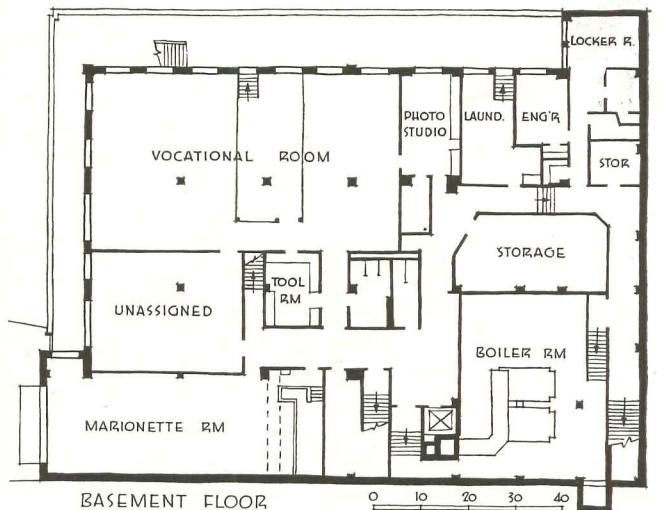 LOCKER R.
PHOTO STUDIO
LAUND.
ENG'R
VOCATIONAL ROOM
STOR
STORAGE
TOOL RM
UNASSIGNED
BOILER RM
MARIONETTE RM
BASEMENT FLOOR
0 10 20 30 40